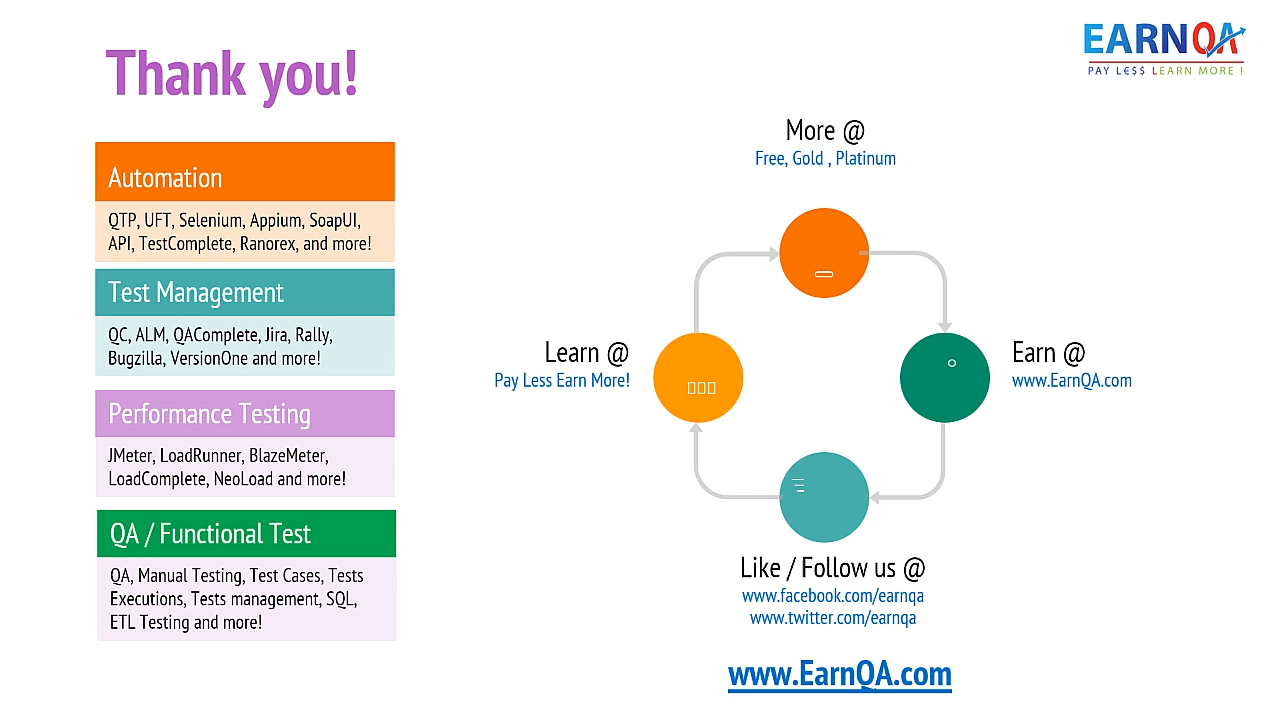 Thank you!
EARNQA
PAY LE$$ LEARN MORE !
Automation
QTP, UFT, Selenium, Appium, SoapUI,
API, TestComplete, Ranorex, and more!
Test Management
QC, ALM, QAComplete, Jira, Rally,
Bugzilla, VersionOne and more!
Performance Testing
JMeter, LoadRunner, BlazeMeter,
LoadComplete, NeoLoad and more!
QA / Functional Test
QA, Manual Testing, Test Cases, Tests
Executions, Tests management, SQL,
ETL Testing and more!
More @
Free, Gold , Platinum
Learn @
Pay Less Earn More!
Earn @
www.EarnQA.com
Like / Follow us @
www.facebook.com/earnqa
www.twitter.com/earnqa
www.EarnQA.com